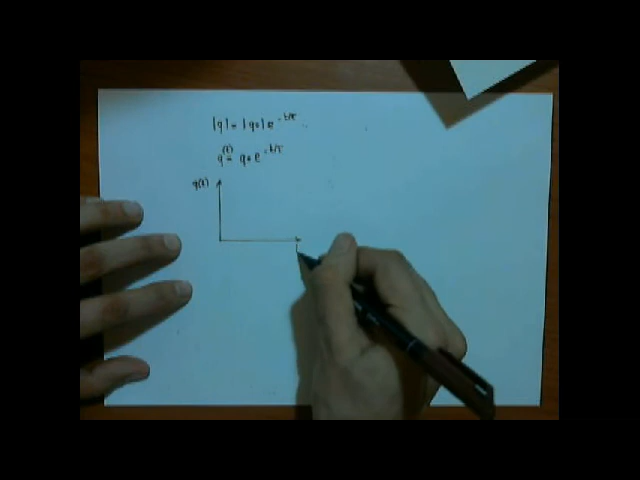 |q| = |q₀| e^-t/τ
q(t) = q₀ e^-t/τ
q(t)